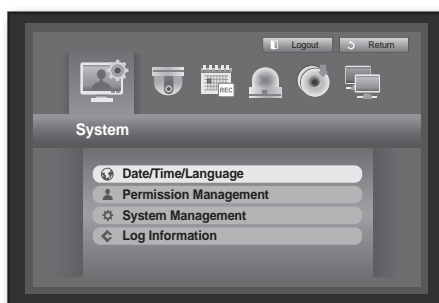 Logout Return
REC
System
Date/Time/Language
Permission Management
System Management
Log Information